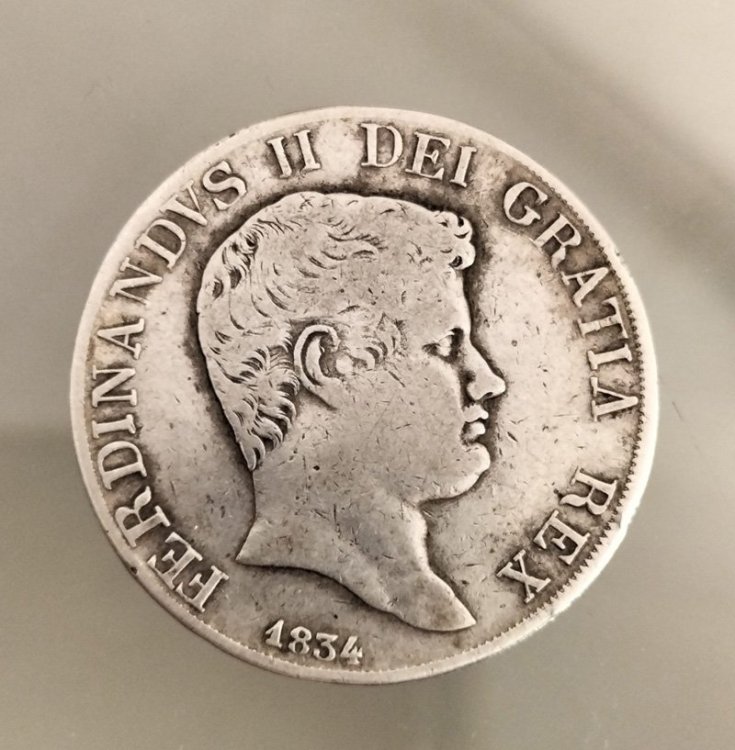 FERDINANDVS II DEI GRATIA REX
1834